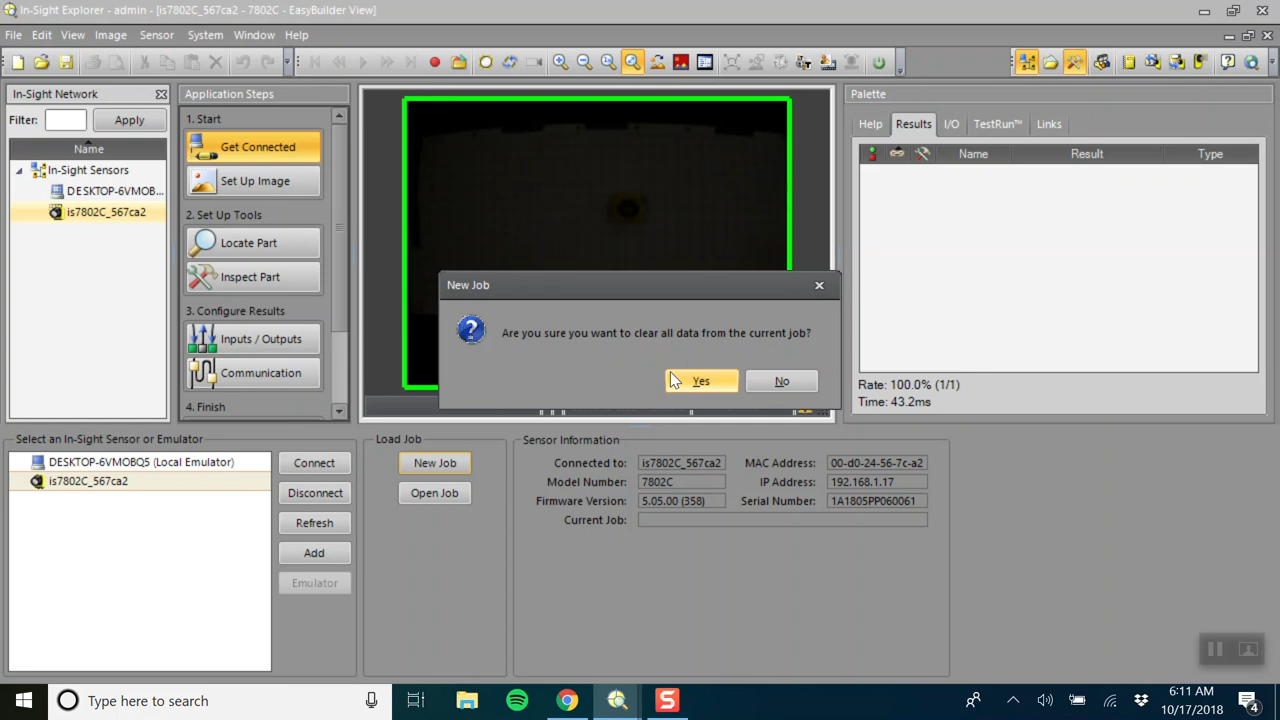 In-Sight Explorer - admin - [is7802C_567ca2 - 7802C - EasyBuilder View]
File Edit View Image Sensor System Window Help
In-Sight Network
Filter:
Apply
Name
In-Sight Sensors
DESKTOP-6VMOB...
is7802C_567ca2
Application Steps
1. Start
Get Connected
Set Up Image
2. Set Up Tools
Locate Part
Inspect Part
3. Configure Results
Inputs / Outputs
Communication
4. Finish
New Job
Are you sure you want to clear all data from the current job?
Yes
No
Palette
Help Results I/O TestRun™ Links
Name Result Type
Rate: 100.0% (1/1)
Time: 43.2ms
Select an In-Sight Sensor or Emulator
DESKTOP-6VMOBQ5 (Local Emulator)
is7802C_567ca2
Connect
Disconnect
Refresh
Add
Emulator
Load Job
New Job
Open Job
Sensor Information
Connected to: is7802C_567ca2 MAC Address: 00-d0-24-56-7c-a2
Model Number: 7802C IP Address: 192.168.1.17
Firmware Version: 5.05.00 (358) Serial Number: 1A1805PP060061
Current Job:
Type here to search
S
6:11 AM
10/17/2018
4